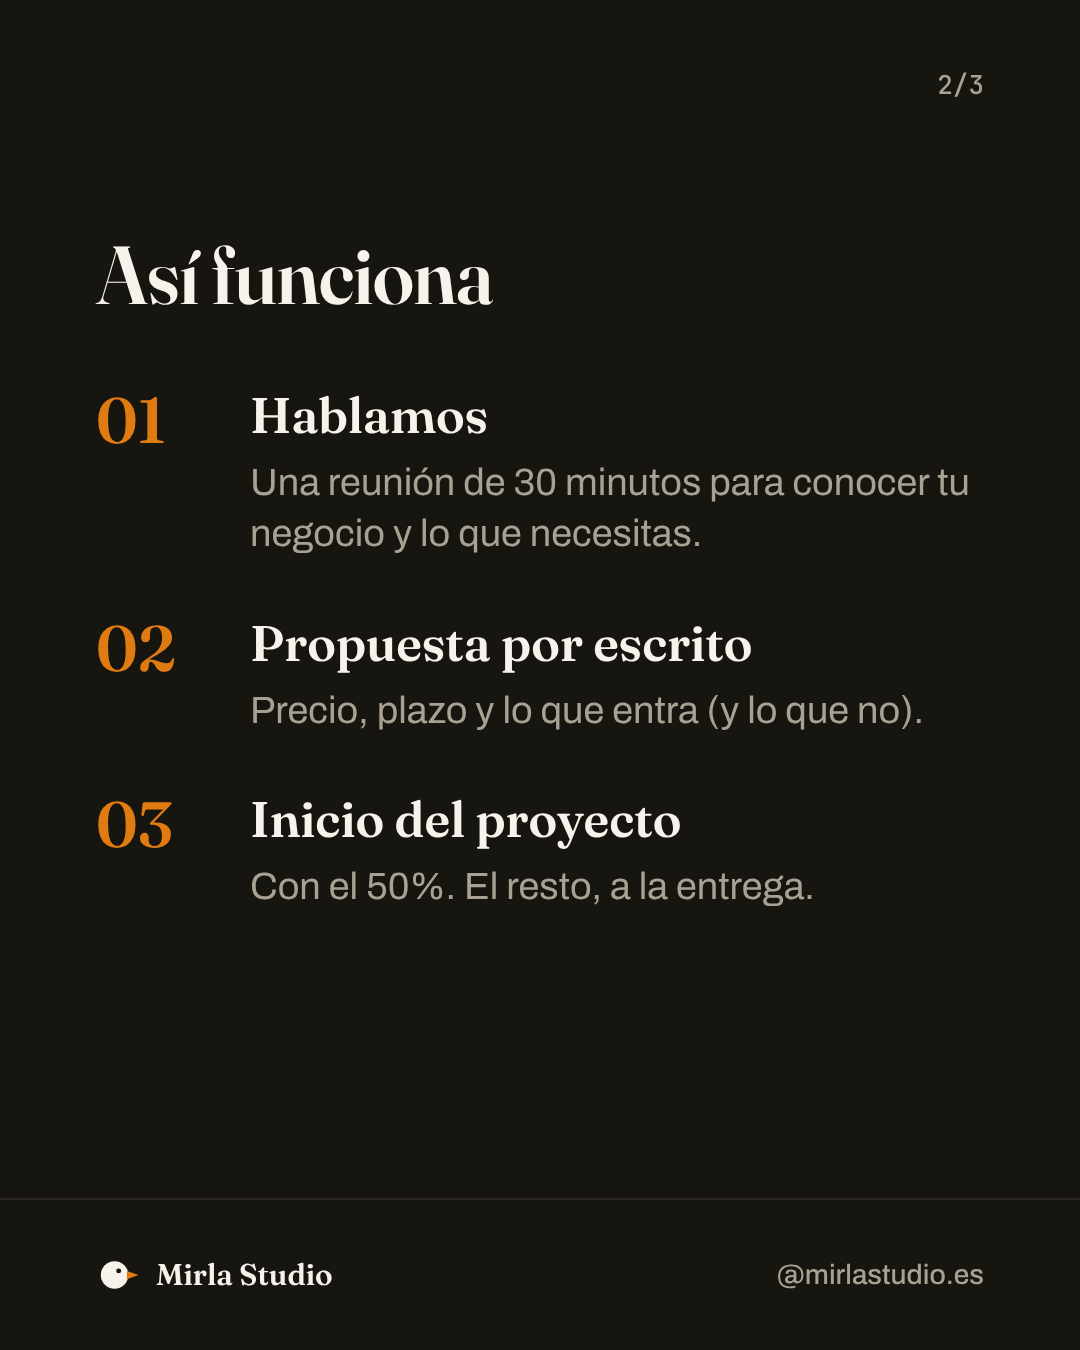 2/3
Así funciona
01 Hablamos
Una reunión de 30 minutos para conocer tu
negocio y lo que necesitas.
02 Propuesta por escrito
Precio, plazo y lo que entra (y lo que no).
03 Inicio del proyecto
Con el 50%. El resto, a la entrega.
Mirla Studio @mirlastudio.es